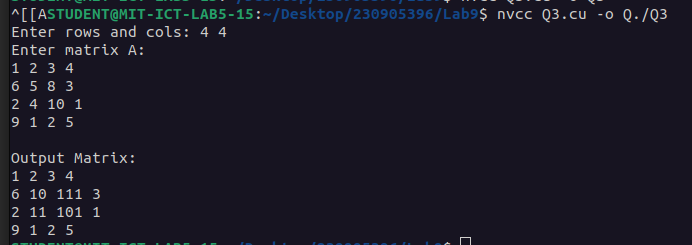 ^[[ASTUDENT@MIT-ICT-LAB5-15:~/Desktop/230905396/Lab9$ nvcc Q3.cu -o Q./Q3
Enter rows and cols: 4 4
Enter matrix A:
1 2 3 4
6 5 8 3
2 4 10 1
9 1 2 5

Output Matrix:
1 2 3 4
6 10 111 3
2 11 101 1
9 1 2 5